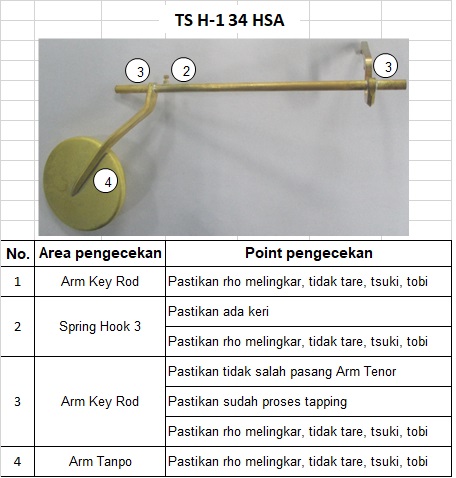 TS H-1 34 HSA
3
2
3
4
No. Area pengecekan Point pengecekan
1 Arm Key Rod Pastikan rho melingkar, tidak tare, tsuki, tobi
2 Spring Hook 3 Pastikan ada keri
Pastikan rho melingkar, tidak tare, tsuki, tobi
3 Arm Key Rod Pastikan tidak salah pasang Arm Tenor
Pastikan sudah proses tapping
Pastikan rho melingkar, tidak tare, tsuki, tobi
4 Arm Tanpo Pastikan rho melingkar, tidak tare, tsuki, tobi